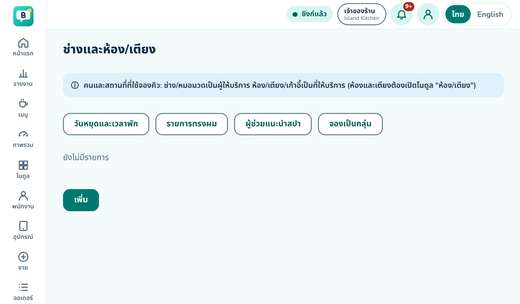 B
ซิงก์แล้ว
เจ้าของร้าน
Island Kitchen
9+
ไทย
English
หน้าแรก
รายงาน
เมนู
ภาพรวม
โมดูล
พนักงาน
อุปกรณ์
ขาย
ออเดอร์
ช่างและห้อง/เตียง
คนและสถานที่ที่ใช้จองคิว: ช่าง/หมอนวดเป็นผู้ให้บริการ ห้อง/เตียง/เก้าอี้เป็นที่ให้บริการ (ห้องและเตียงต้องเปิดโมดูล "ห้อง/เตียง")
วันหยุดและเวลาพัก
รายการทรงผม
ผู้ช่วยแนะนำสปา
จองเป็นกลุ่ม
ยังไม่มีรายการ
เพิ่ม